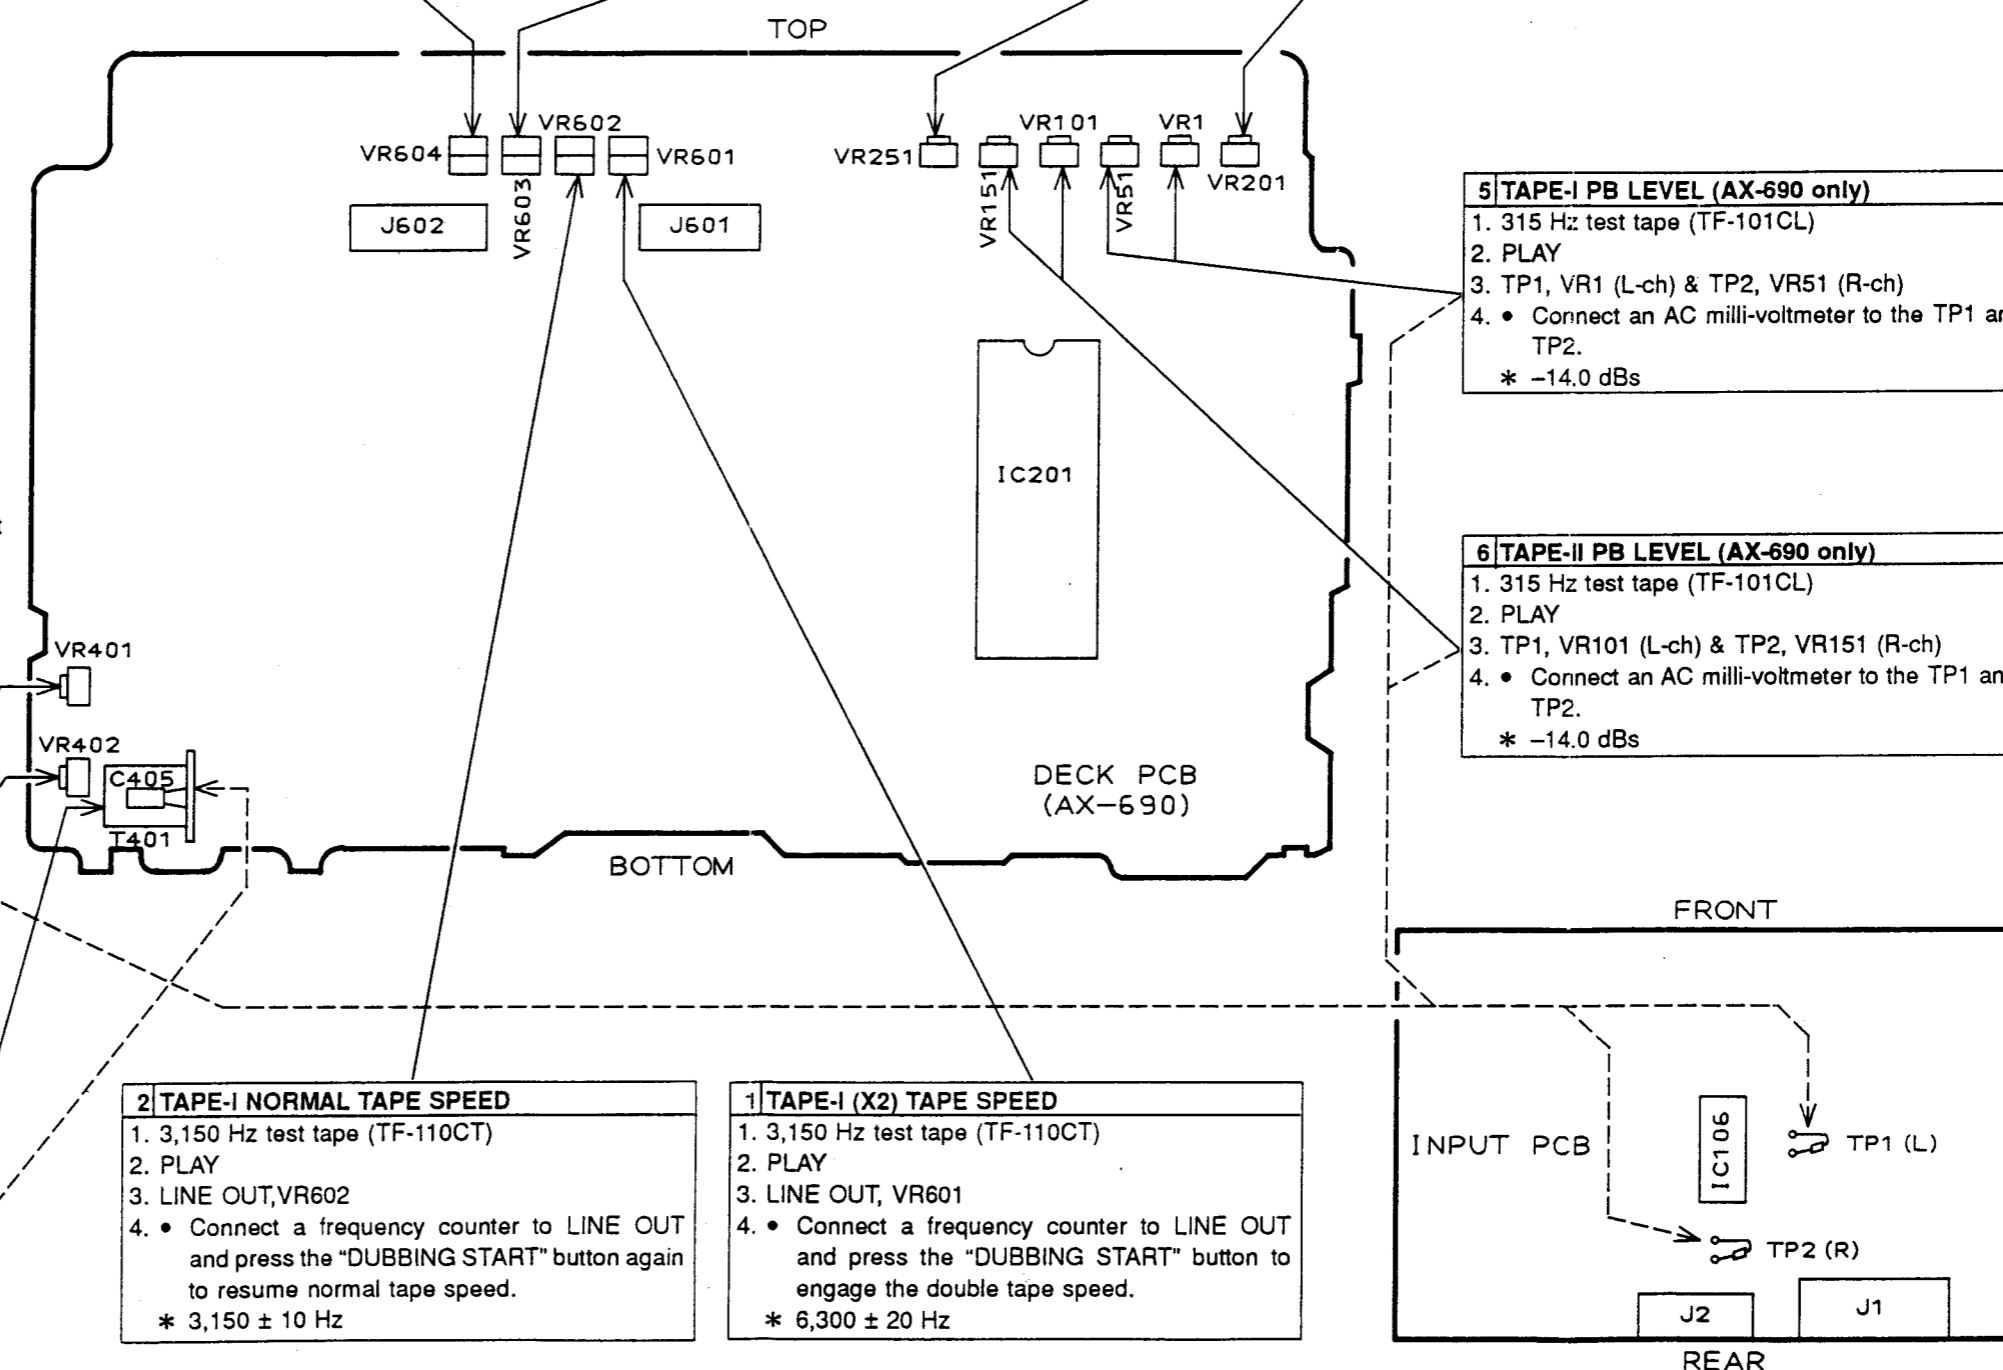 TOP
VR604
VR603
VR602
VR601
J602
J601
VR251
VR151
VR101
VR51
VR1
VR201
IC201
VR401
VR402
C405
T401
DECK PCB
(AX-690)
BOTTOM
5 TAPE-I PB LEVEL (AX-690 only)
1. 315 Hz test tape (TF-101CL)
2. PLAY
3. TP1, VR1 (L-ch) & TP2, VR51 (R-ch)
4. • Connect an AC milli-voltmeter to the TP1 an
TP2.
* –14.0 dBs
6 TAPE-II PB LEVEL (AX-690 only)
1. 315 Hz test tape (TF-101CL)
2. PLAY
3. TP1, VR101 (L-ch) & TP2, VR151 (R-ch)
4. • Connect an AC milli-voltmeter to the TP1 an
TP2.
* –14.0 dBs
2 TAPE-I NORMAL TAPE SPEED
1. 3,150 Hz test tape (TF-110CT)
2. PLAY
3. LINE OUT,VR602
4. • Connect a frequency counter to LINE OUT
and press the “DUBBING START” button again
to resume normal tape speed.
* 3,150 ± 10 Hz
1 TAPE-I (X2) TAPE SPEED
1. 3,150 Hz test tape (TF-110CT)
2. PLAY
3. LINE OUT, VR601
4. • Connect a frequency counter to LINE OUT
and press the “DUBBING START” button to
engage the double tape speed.
* 6,300 ± 20 Hz
FRONT
INPUT PCB
IC106
TP1 (L)
TP2 (R)
J2
J1
REAR